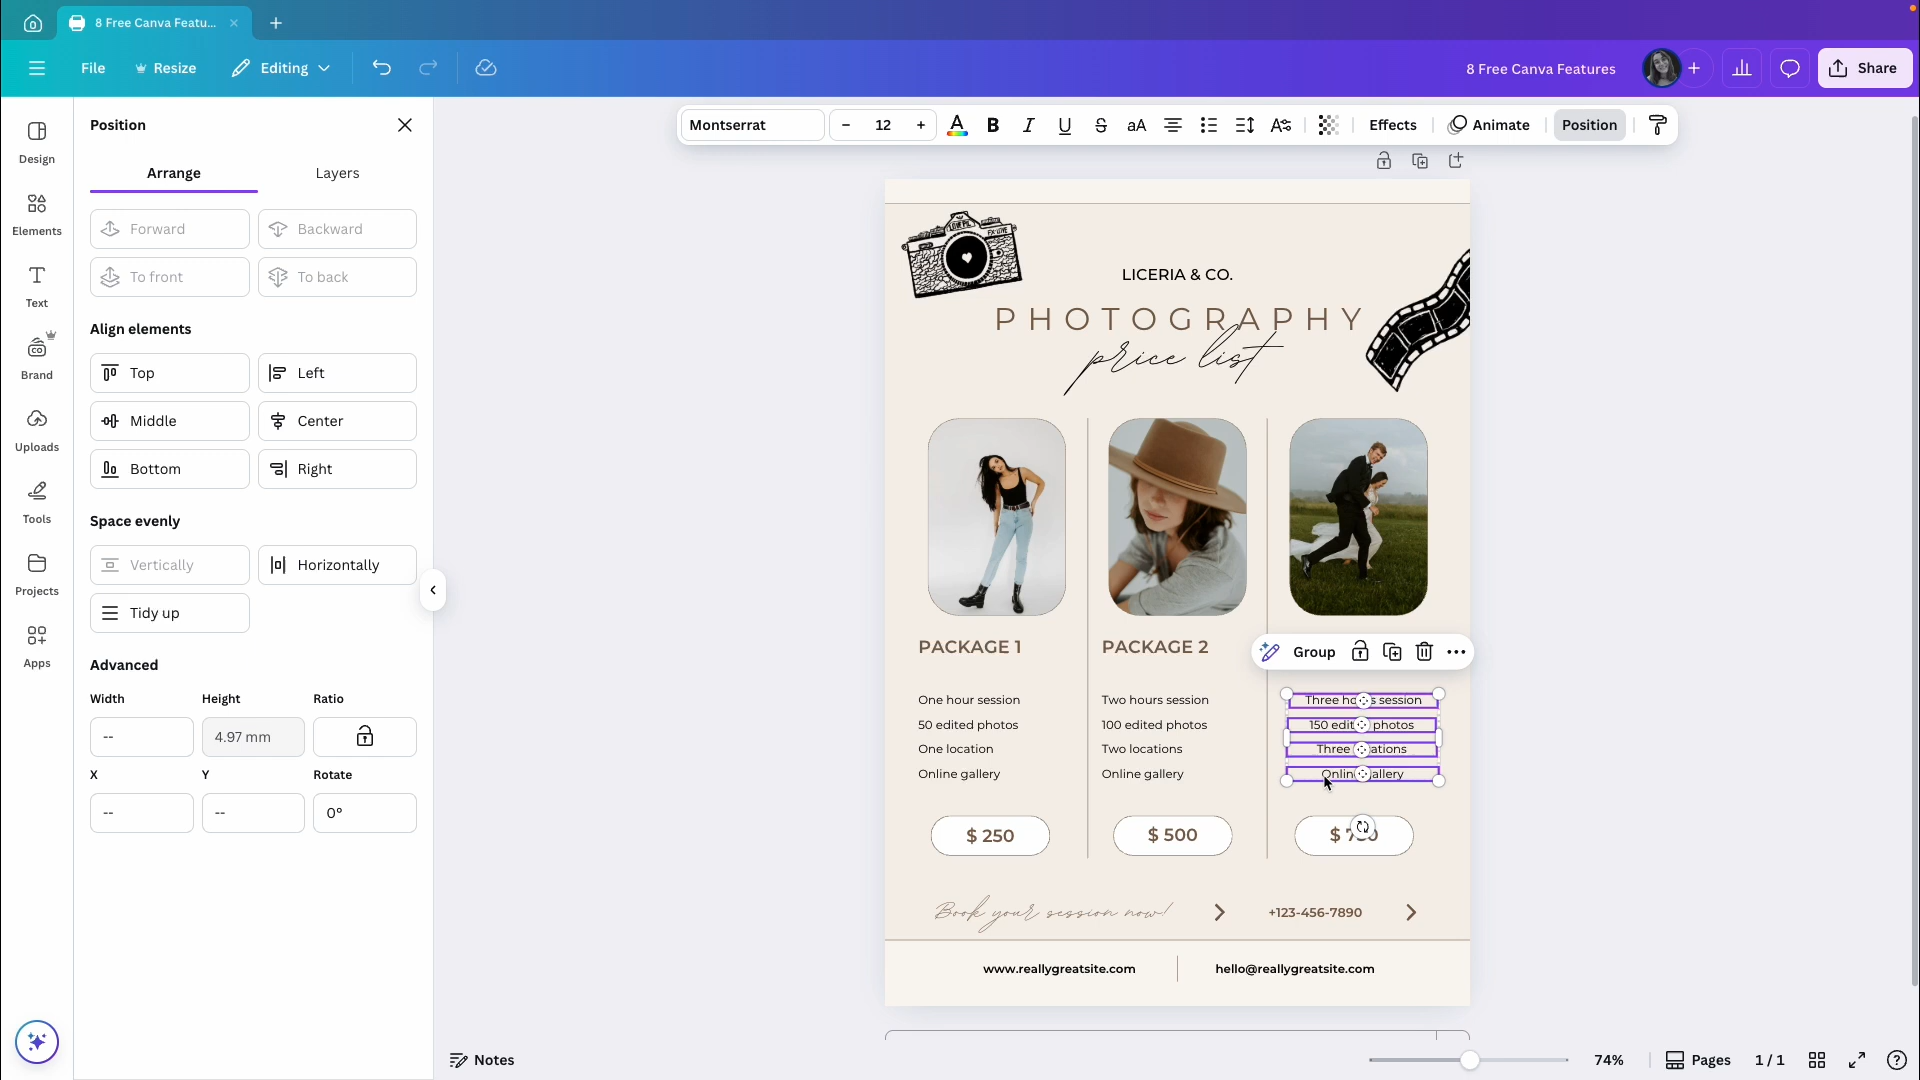 8 Free Canva Featu...
File
Resize
Editing
8 Free Canva Features
Share
Position
Arrange
Layers
Forward
Backward
To front
To back
Align elements
Top
Left
Middle
Center
Bottom
Right
Space evenly
Vertically
Horizontally
Tidy up
Advanced
Width
Height
Ratio
--
4.97 mm
X
Y
Rotate
--
--
0°
Design
Elements
Text
Brand
Uploads
Tools
Projects
Apps
Montserrat
12
Effects
Animate
Position
LICERIA & CO.
PHOTOGRAPHY
price list
PACKAGE 1
PACKAGE 2
Group
One hour session
50 edited photos
One location
Online gallery
Two hours session
100 edited photos
Two locations
Online gallery
Three session
150 photos
Three
gallery
$ 250
$ 500
$
Book your session now!
+123-456-7890
www.reallygreatsite.com
hello@reallygreatsite.com
Notes
74%
Pages
1 / 1